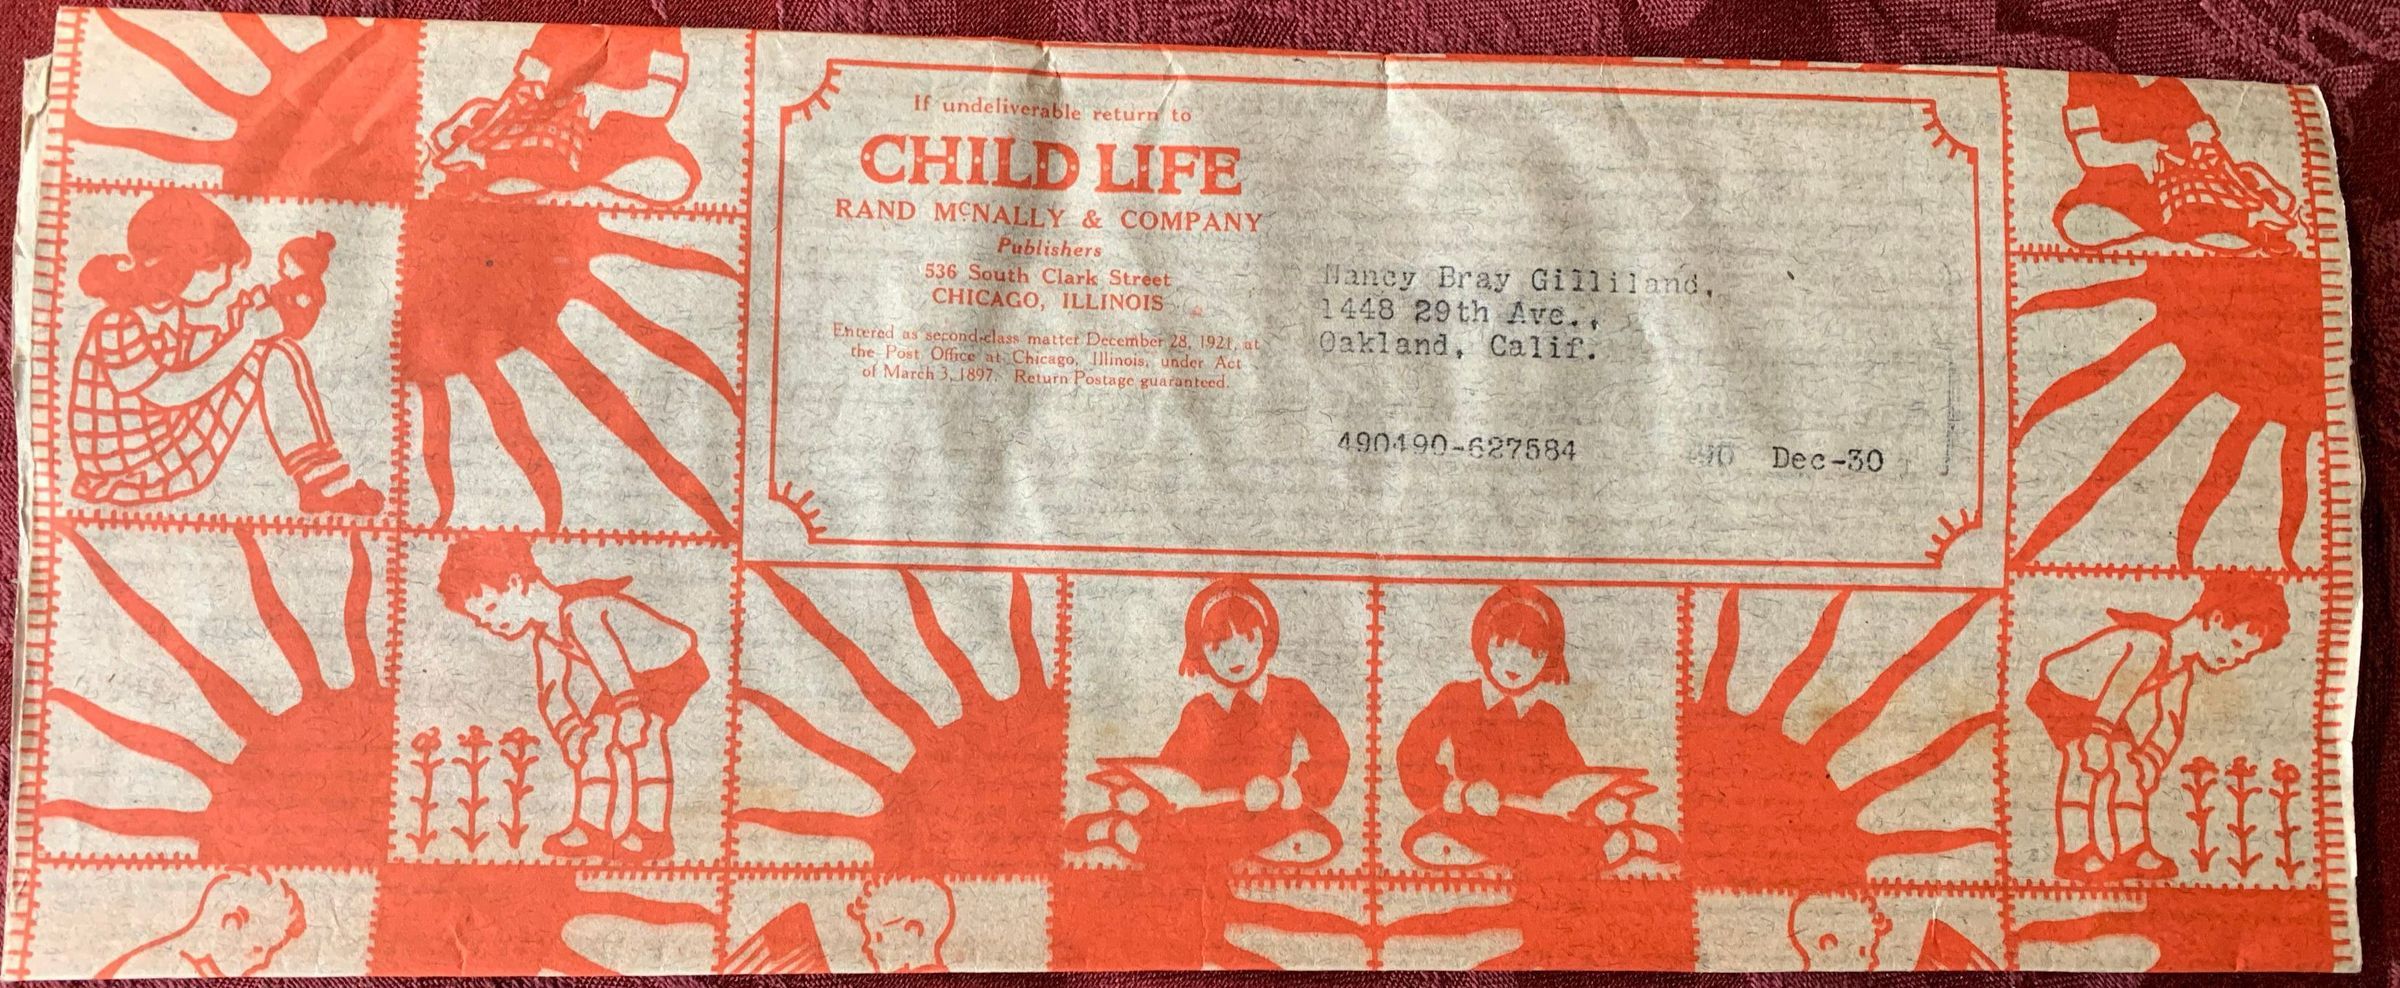 If undeliverable return to
CHILD LIFE
RAND McNALLY & COMPANY
Publishers
536 South Clark Street
CHICAGO, ILLINOIS
Entered as second-class matter December 28, 1921, at
the Post Office at Chicago, Illinois, under Act
of March 3, 1897. Return Postage guaranteed.
Nancy Bray Gilliland,
1448 29th Ave.,
Oakland, Calif.
490490-627584 Dec-30